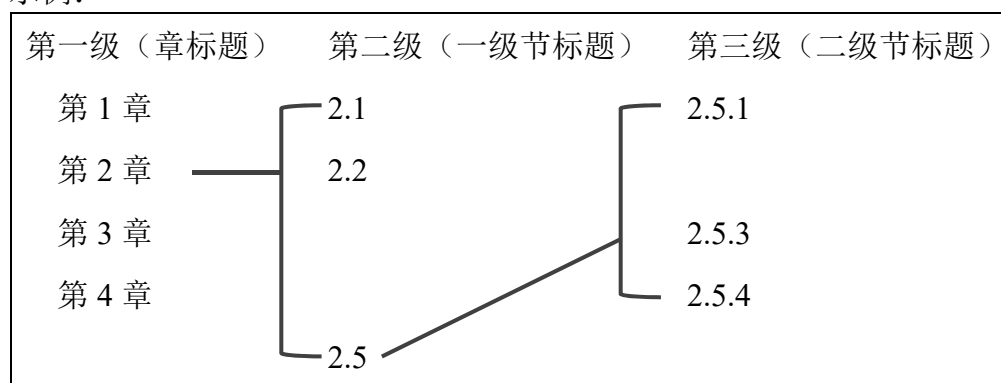 第一级（章标题） 第二级（一级节标题） 第三级（二级节标题）
第 1 章 2.1 2.5.1
第 2 章 2.2
第 3 章 2.5.3
第 4 章 2.5.4
2.5